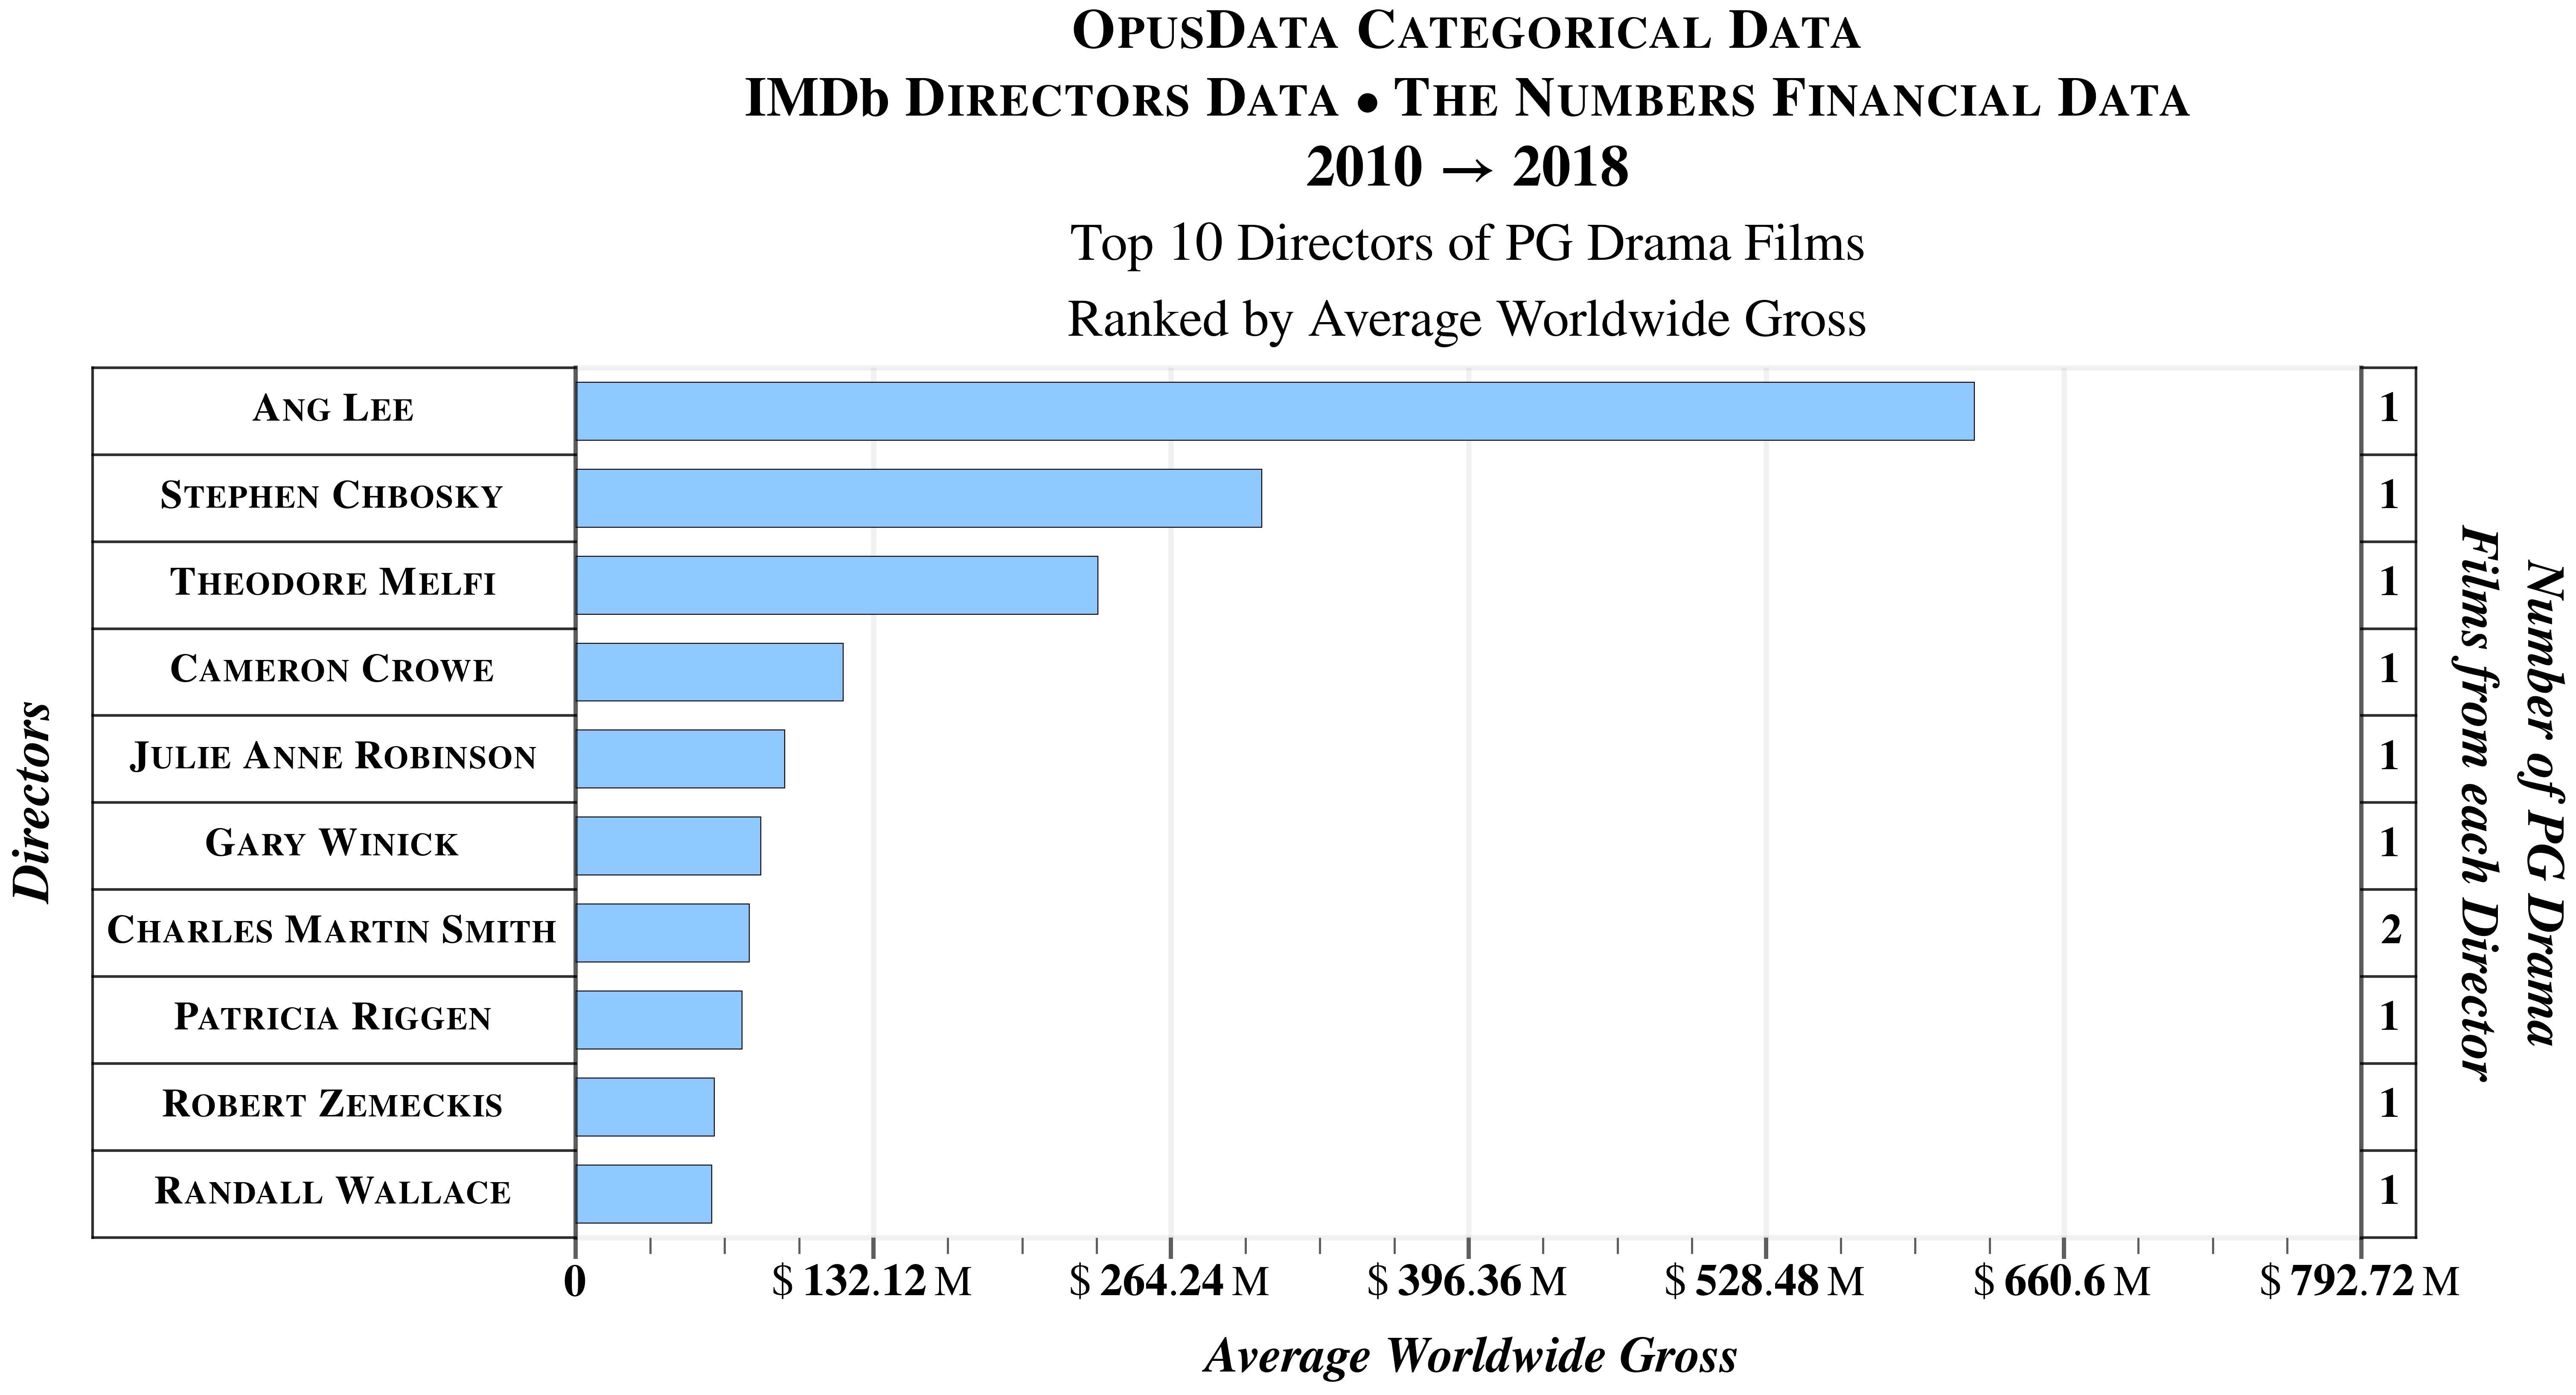 OPUSDATA CATEGORICAL DATA
IMDb DIRECTORS DATA • THE NUMBERS FINANCIAL DATA
2010 → 2018
Top 10 Directors of PG Drama Films
Ranked by Average Worldwide Gross
Directors
ANG LEE 1
STEPHEN CHBOSKY 1
THEODORE MELFI 1
CAMERON CROWE 1
JULIE ANNE ROBINSON 1
GARY WINICK 1
CHARLES MARTIN SMITH 2
PATRICIA RIGGEN 1
ROBERT ZEMECKIS 1
RANDALL WALLACE 1
Number of PG Drama
Films from each Director
0 $ 132.12 M $ 264.24 M $ 396.36 M $ 528.48 M $ 660.6 M $ 792.72 M
Average Worldwide Gross